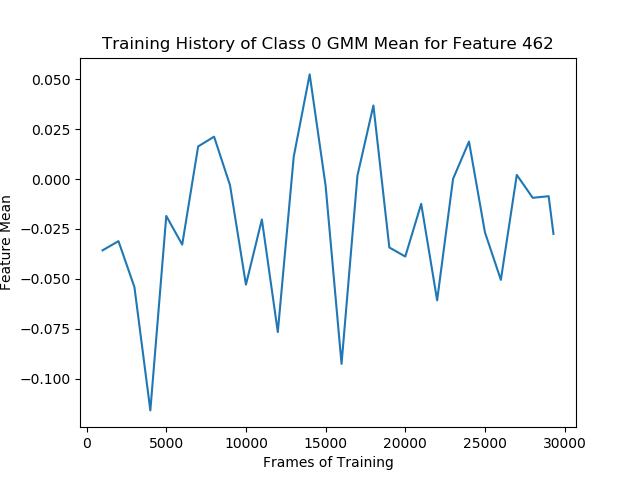 Training History of Class 0 GMM Mean for Feature 462
0.050
0.025
0.000
−0.025
−0.050
−0.075
−0.100
Feature Mean
0 5000 10000 15000 20000 25000 30000
Frames of Training